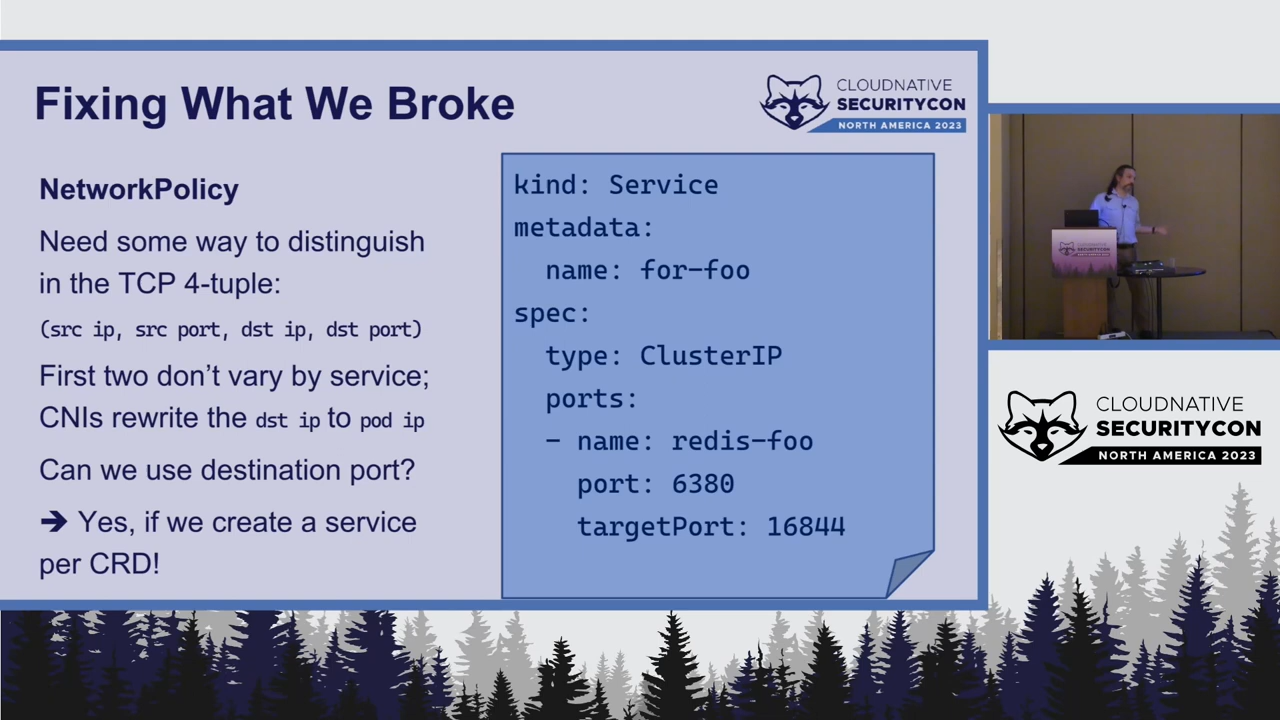 Fixing What We Broke
CLOUDNATIVE
SECURITYCON
NORTH AMERICA 2023
NetworkPolicy
Need some way to distinguish
in the TCP 4-tuple:
(src ip, src port, dst ip, dst port)
First two don’t vary by service;
CNIs rewrite the dst ip to pod ip
Can we use destination port?
➔ Yes, if we create a service
per CRD!
kind: Service
metadata:
  name: for-foo
spec:
  type: ClusterIP
  ports:
  - name: redis-foo
    port: 6380
    targetPort: 16844
CLOUDNATIVE
SECURITYCON
NORTH AMERICA 2023